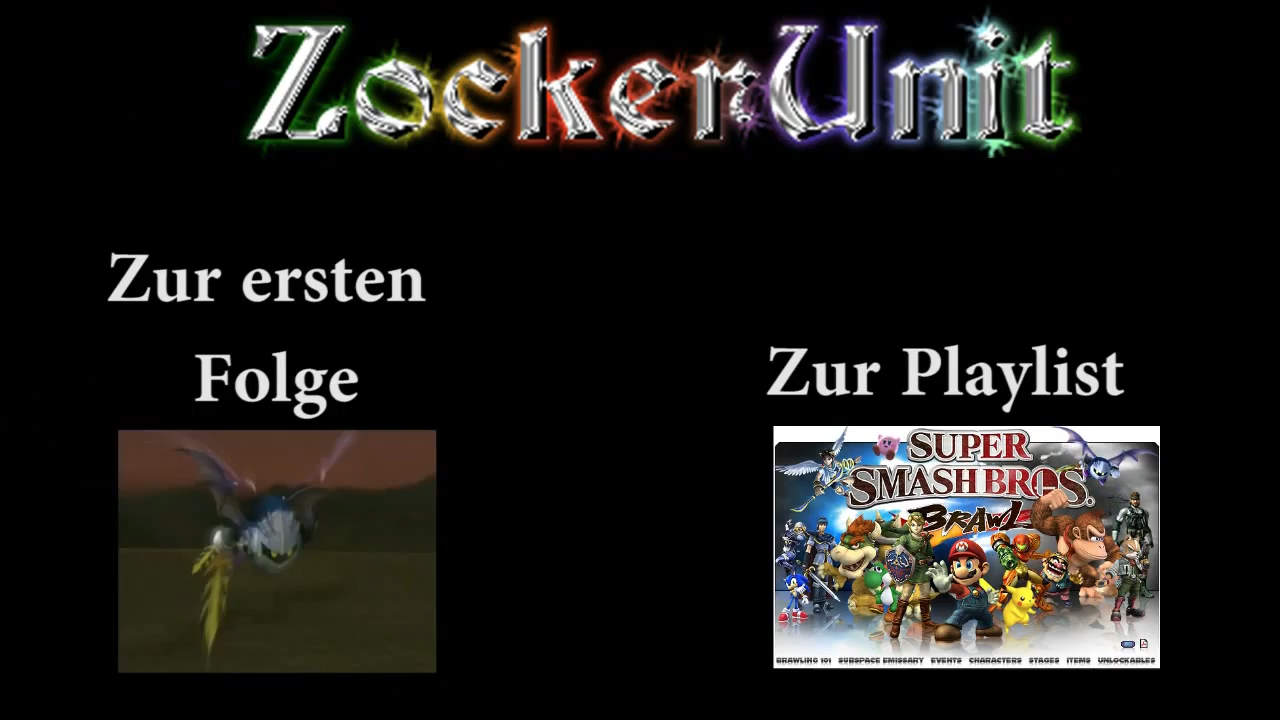 ZockerUnit
Zur ersten
Folge
Zur Playlist
SUPER
SMASH BROS.
BRAWL
BRAWLING 101 SUBSPACE EMISSARY EVENTS CHARACTERS STAGES ITEMS UNLOCKABLES